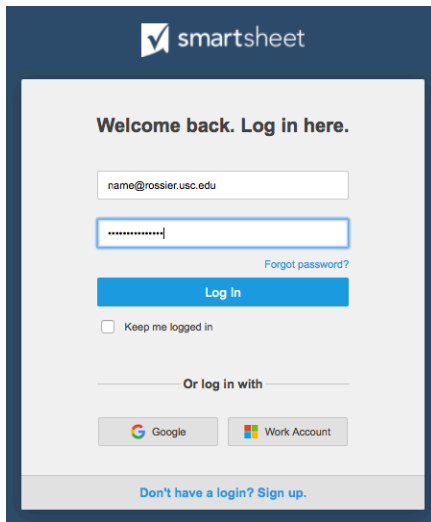 smartsheet
Welcome back. Log in here.
name@rossier.usc.edu
•••••••••••••••
Forgot password?
Log In
Keep me logged in
Or log in with
Google
Work Account
Don't have a login? Sign up.